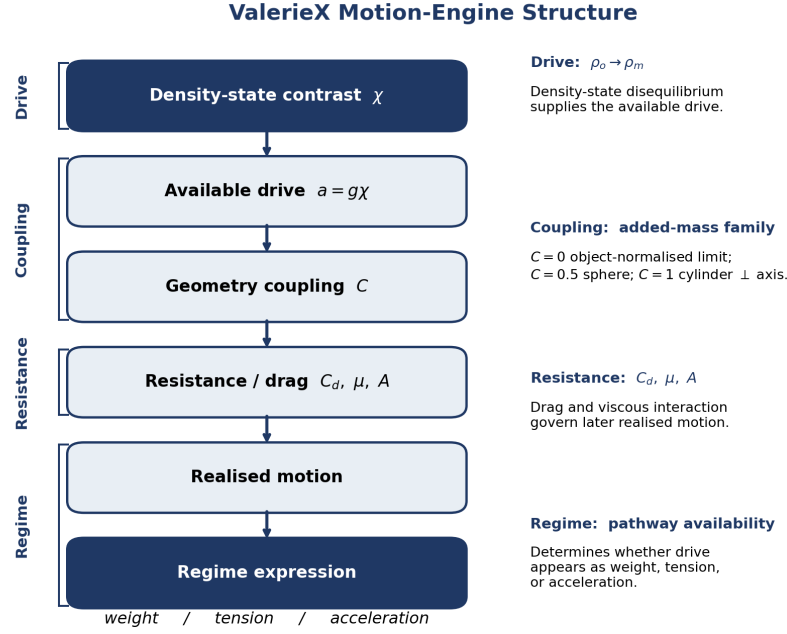 ValerieX Motion-Engine Structure
Drive
Density-state contrast χ
Drive: ρₒ → ρₘ
Density-state disequilibrium
supplies the available drive.
Coupling
Available drive a = gχ
Geometry coupling C
Coupling: added-mass family
C = 0 object-normalised limit;
C = 0.5 sphere; C = 1 cylinder ⊥ axis.
Resistance
Resistance / drag C_d, μ, A
Resistance: C_d, μ, A
Drag and viscous interaction
govern later realised motion.
Regime
Realised motion
Regime expression
weight / tension / acceleration
Regime: pathway availability
Determines whether drive
appears as weight, tension,
or acceleration.